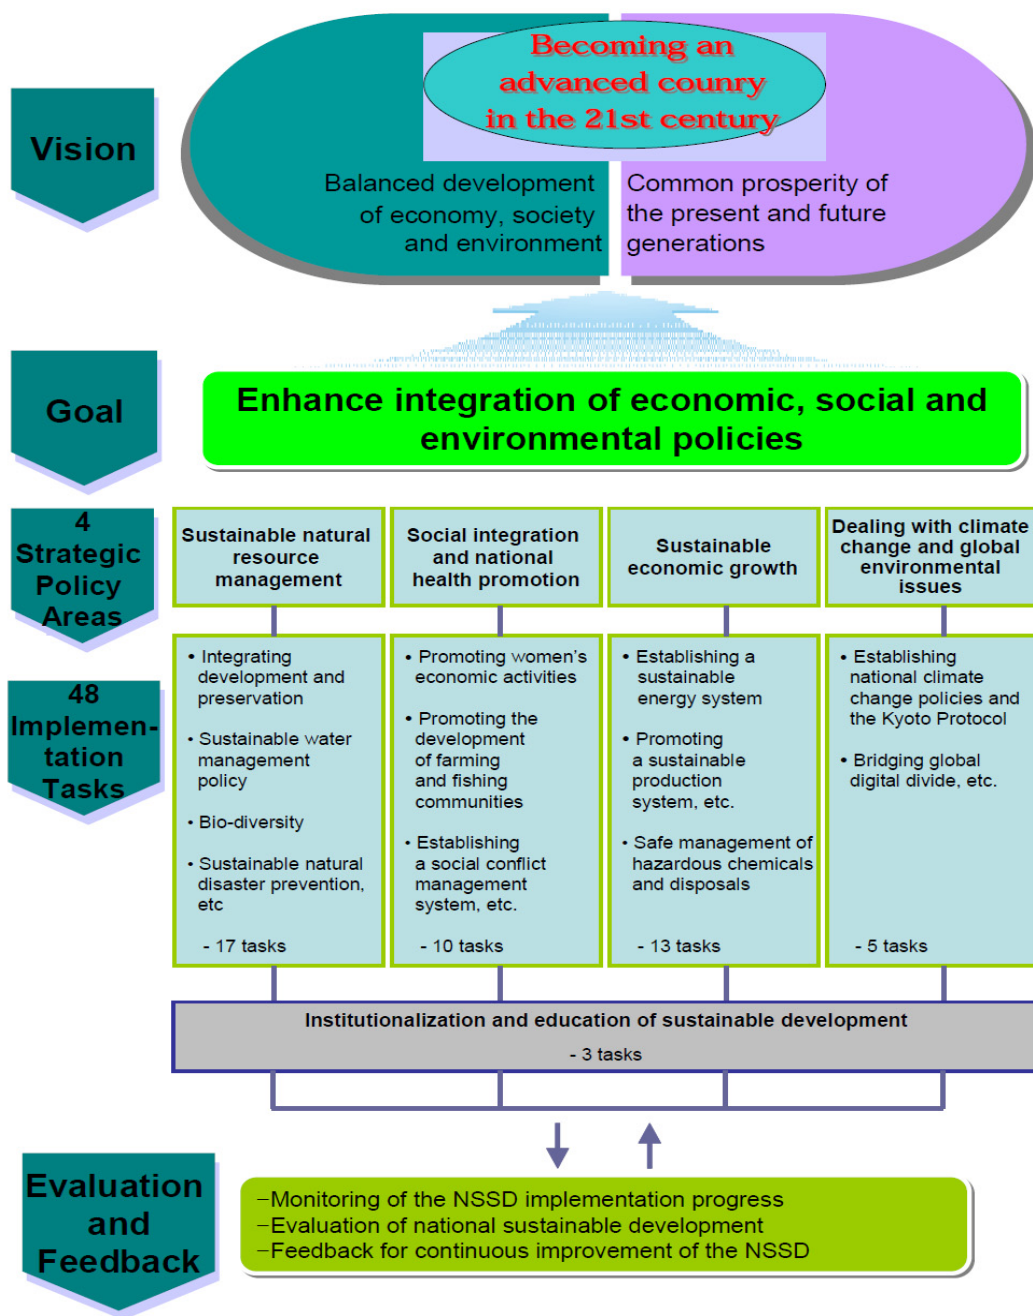 Vision
Becoming an
advanced counry
in the 21st century
Balanced development
of economy, society
and environment
Common prosperity of
the present and future
generations
Goal
Enhance integration of economic, social and
environmental policies
4
Strategic
Policy
Areas
Sustainable natural
resource
management
Social integration
and national
health promotion
Sustainable
economic growth
Dealing with climate
change and global
environmental
issues
48
Implemen-
tation
Tasks
• Integrating
development and
preservation
• Sustainable water
management
policy
• Bio-diversity
• Sustainable natural
disaster prevention,
etc
- 17 tasks
• Promoting women's
economic activities
• Promoting the
development
of farming
and fishing
communities
• Establishing
a social conflict
management
system, etc.
- 10 tasks
• Establishing a
sustainable
energy system
• Promoting
a sustainable
production
system, etc.
• Safe management of
hazardous chemicals
and disposals
- 13 tasks
• Establishing
national climate
change policies and
the Kyoto Protocol
• Bridging global
digital divide, etc.
- 5 tasks
Institutionalization and education of sustainable development
- 3 tasks
Evaluation
and
Feedback
–Monitoring of the NSSD implementation progress
–Evaluation of national sustainable development
–Feedback for continuous improvement of the NSSD